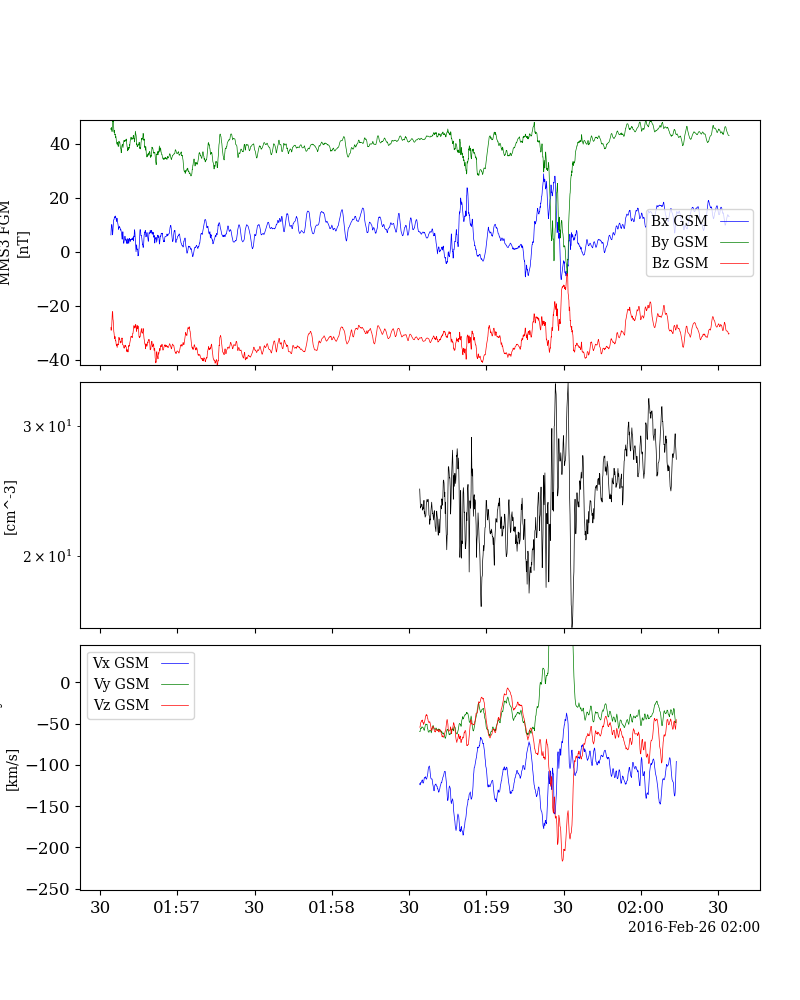 40
20
0
−20
−40
MMS3 FGM
[nT]
Bx GSM
By GSM
Bz GSM
3 × 10¹
2 × 10¹
[cm^-3]
Vx GSM
Vy GSM
Vz GSM
0
−50
−100
−150
−200
−250
[km/s]
30 01:57 30 01:58 30 01:59 30 02:00 30
2016-Feb-26 02:00